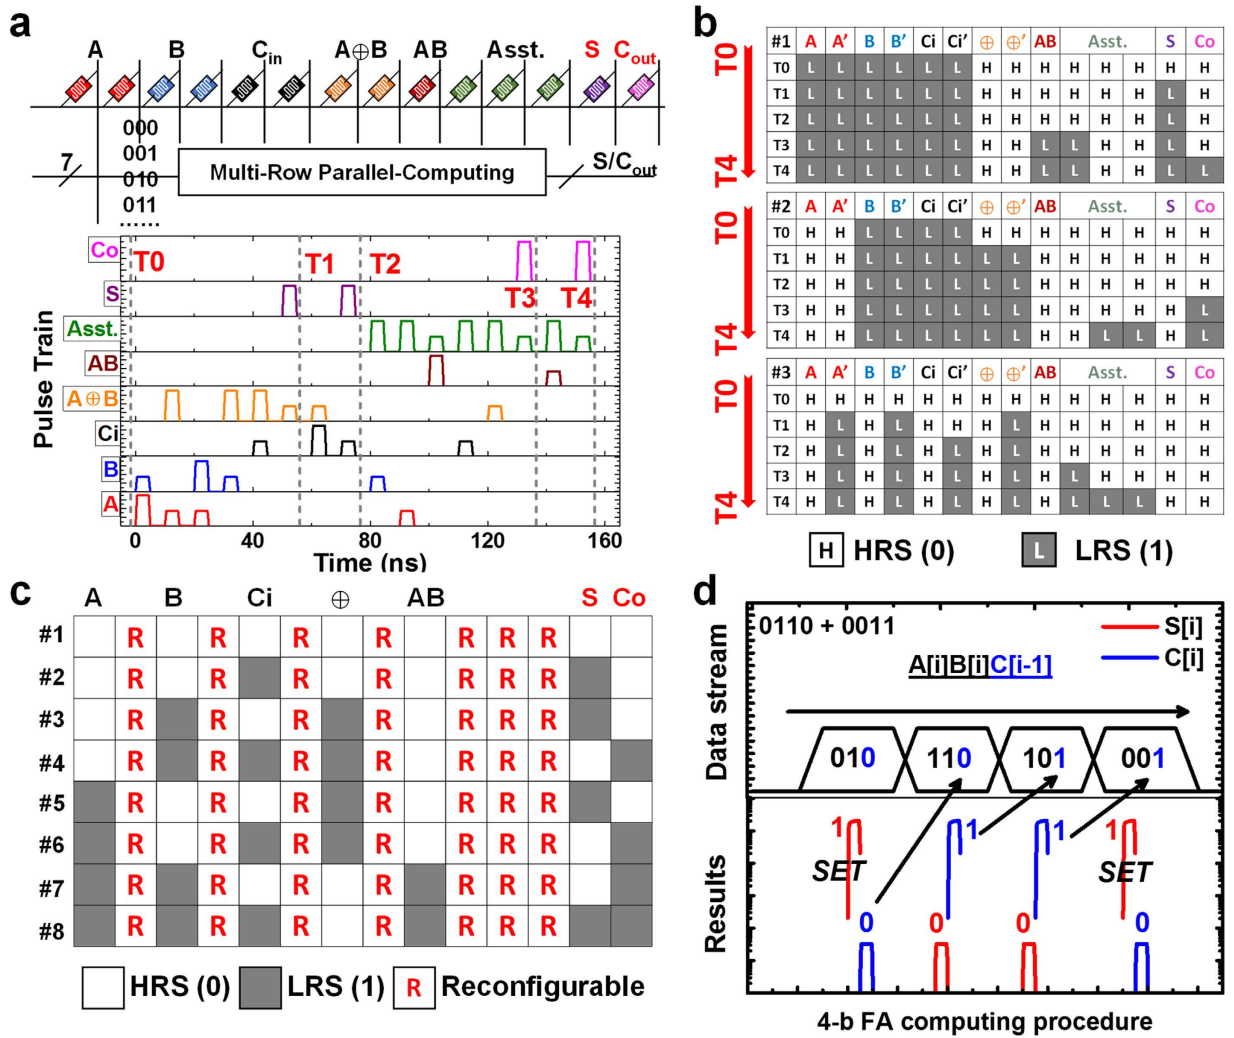 a
A B Cin A⊕B AB Asst. S Cout
000
001
010
011
......
7
Multi-Row Parallel-Computing
S/Cout
Pulse Train
Co
S
Asst.
AB
A⊕B
Ci
B
A
T0 T1 T2
T3 T4
0 40 80 120 160
Time (ns)
b
T0
T4
#1 A A’ B B’ Ci Ci’ ⊕ ⊕’ AB Asst. S Co
T0 L L L L L L H H H H H H H H
T1 L L L L L L H H H H H H L H
T2 L L L L L L H H H H H H L H
T3 L L L L L L H H L L H H L H
T4 L L L L L L H H L L H H L L
T0
T4
#2 A A’ B B’ Ci Ci’ ⊕ ⊕’ AB Asst. S Co
T0 H H L L L L H H H H H H H H
T1 H H L L L L L L H H H H H H
T2 H H L L L L L L H H H H H H
T3 H H L L L L L L H H H H H L
T4 H H L L L L L L H H L L H L
T0
T4
#3 A A’ B B’ Ci Ci’ ⊕ ⊕’ AB Asst. S Co
T0 H H H H H H H H H H H H H H
T1 H L H L H H H L H H H H H H
T2 H L H L H L H L H H H H H H
T3 H L H L H L H L H L H H H H
T4 H L H L H L H L H L L L H H
H HRS (0) L LRS (1)
c
A B Ci ⊕ AB S Co
#1 R R R R R R R
#2 R R R R R R R
#3 R R R R R R R
#4 R R R R R R R
#5 R R R R R R R
#6 R R R R R R R
#7 R R R R R R R
#8 R R R R R R R
HRS (0) LRS (1) R Reconfigurable
d
Data stream
Results
0110 + 0011
S[i]
C[i]
A[i]B[i]C[i-1]
010 110 101 001
1 1 1 1
SET SET
0 0 0 0
4-b FA computing procedure